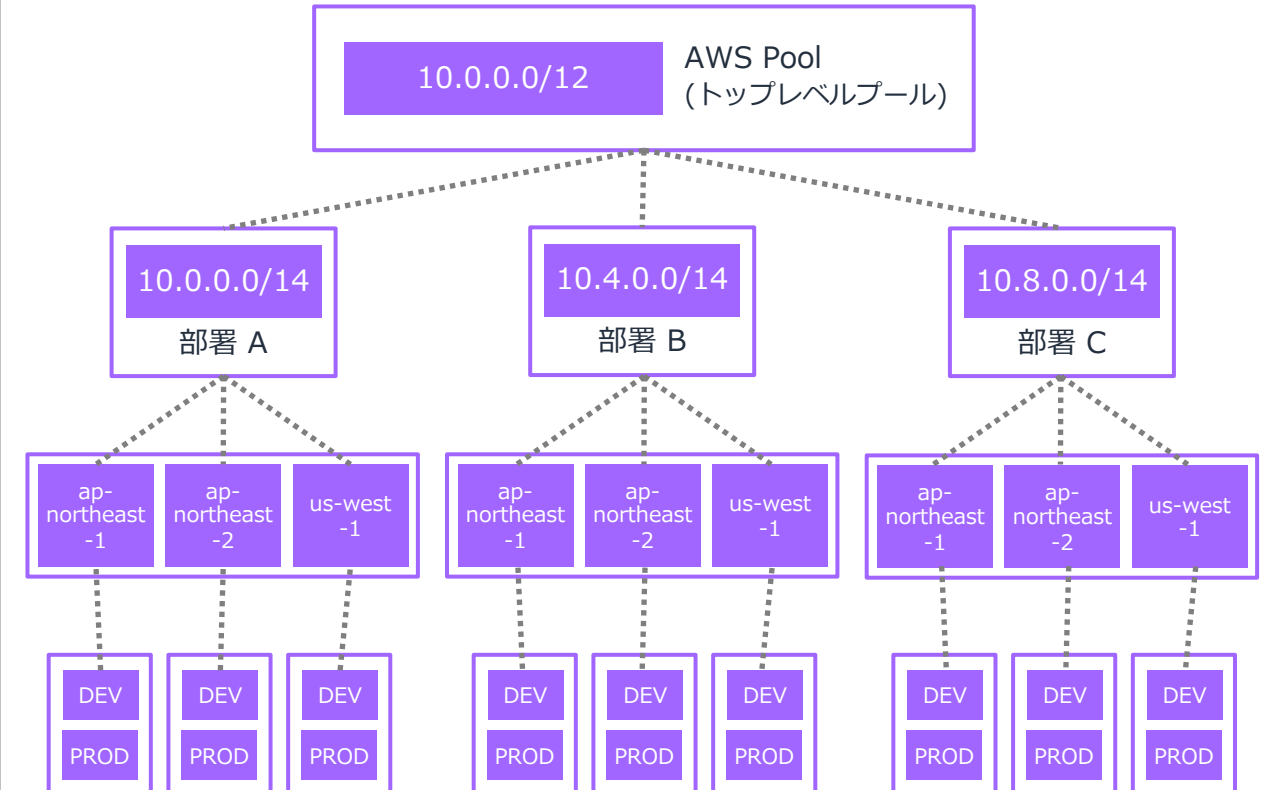 10.0.0.0/12
AWS Pool
(トップレベルプール)
10.0.0.0/14
部署 A
10.4.0.0/14
部署 B
10.8.0.0/14
部署 C
ap-
northeast
-1
ap-
northeast
-2
us-west
-1
ap-
northeast
-1
ap-
northeast
-2
us-west
-1
ap-
northeast
-1
ap-
northeast
-2
us-west
-1
DEV
PROD
DEV
PROD
DEV
PROD
DEV
PROD
DEV
PROD
DEV
PROD
DEV
PROD
DEV
PROD
DEV
PROD